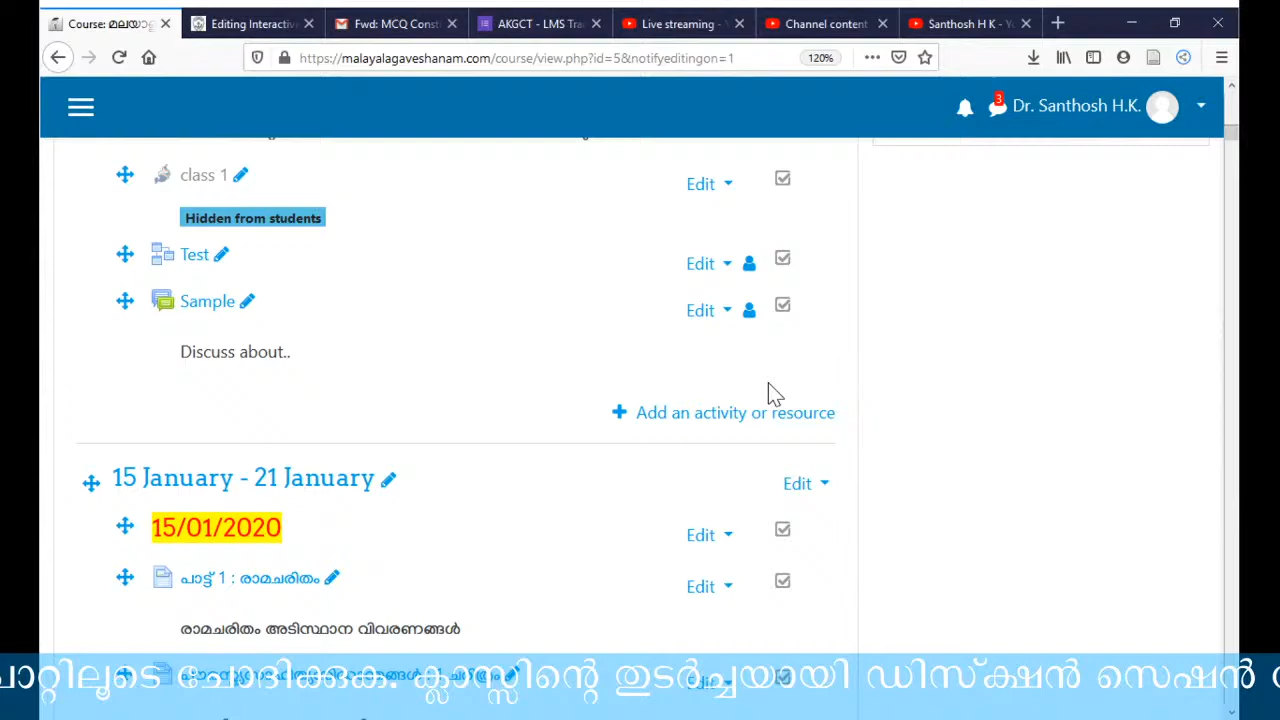 Course: മലയാ
Editing Interactive
Fwd: MCQ Const
AKGCT - LMS Tra
Live streaming -
Channel content
Santhosh H K - Y
https://malayalagaveshanam.com/course/view.php?id=5&notifyeditingon=1
120%
3
Dr. Santhosh H.K.
class 1
Edit
Hidden from students
Test
Edit
Sample
Edit
Discuss about..
Add an activity or resource
15 January - 21 January
Edit
15/01/2020
Edit
പാട്ട് 1 : രാമചരിതം
Edit
രാമചരിതം അടിസ്ഥാന വിവരണങ്ങൾ
ചാറ്റിലൂടെ ചോദിക്കുക. ക്ലാസ്സിന്റെ തുടർച്ചയായി ഡിസ്ക്ഷൻ സെഷൻ